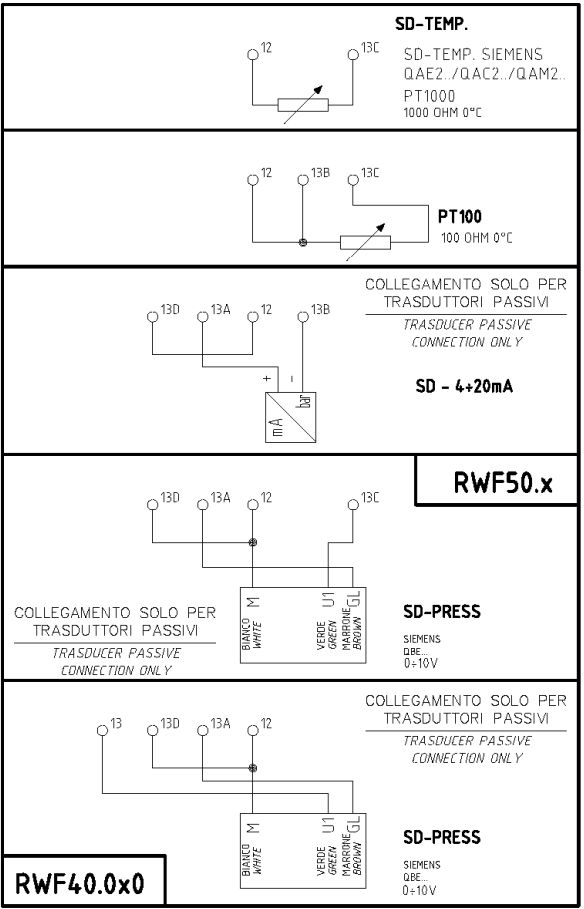 SD-TEMP.
12
13C
SD-TEMP. SIEMENS
QAE2../QAC2../QAM2..
PT1000
1000 OHM 0°C
12
13B
13C
PT100
100 OHM 0°C
COLLEGAMENTO SOLO PER
TRASDUTTORI PASSIVI
TRASDUCER PASSIVE
CONNECTION ONLY
13D
13A
12
13B
+
-
mA
bar
SD - 4÷20mA
RWF50.x
13D
13A
12
13C
M
U1
GL
BIANCO
WHITE
VERDE
GREEN
MARRONE
BROWN
COLLEGAMENTO SOLO PER
TRASDUTTORI PASSIVI
TRASDUCER PASSIVE
CONNECTION ONLY
SD-PRESS
SIEMENS
QBE...
0÷10V
COLLEGAMENTO SOLO PER
TRASDUTTORI PASSIVI
TRASDUCER PASSIVE
CONNECTION ONLY
13
13D
13A
12
M
U1
GL
BIANCO
WHITE
VERDE
GREEN
MARRONE
BROWN
SD-PRESS
SIEMENS
QBE...
0÷10V
RWF40.0x0